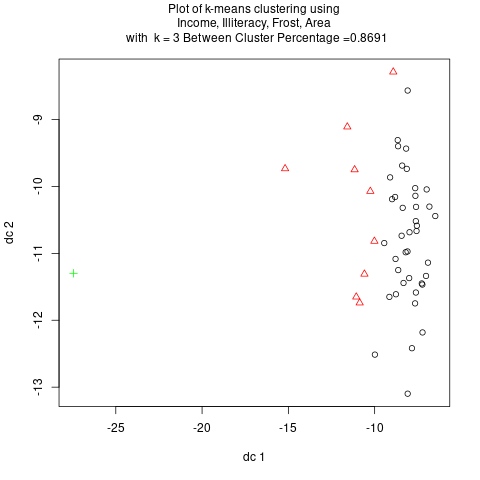 Plot of k-means clustering using
Income, Illiteracy, Frost, Area
with k = 3 Between Cluster Percentage =0.8691
dc 2
-9
-10
-11
-12
-13
-25
-20
-15
-10
dc 1